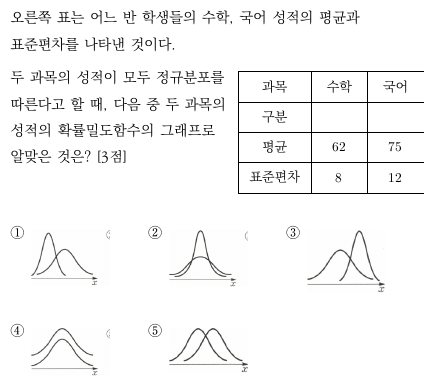 오른쪽 표는 어느 반 학생들의 수학, 국어 성적의 평균과
표준편차를 나타낸 것이다.
두 과목의 성적이 모두 정규분포를
따른다고 할 때, 다음 중 두 과목의
성적의 확률밀도함수의 그래프로
알맞은 것은? [3점]
과목 수학 국어
구분
평균 62 75
표준편차 8 12
① x
② x
③ x
④ x
⑤ x